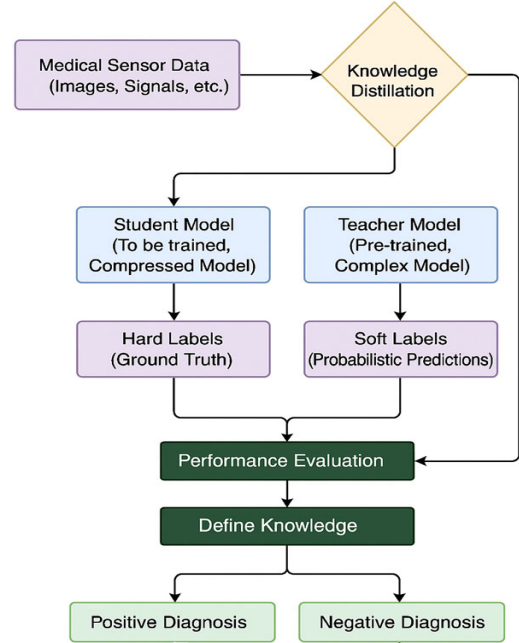 Medical Sensor Data
(Images, Signals, etc.)
Knowledge
Distillation
Student Model
(To be trained,
Compressed Model)
Teacher Model
(Pre-trained,
Complex Model)
Hard Labels
(Ground Truth)
Soft Labels
(Probabilistic Predictions)
Performance Evaluation
Define Knowledge
Positive Diagnosis
Negative Diagnosis